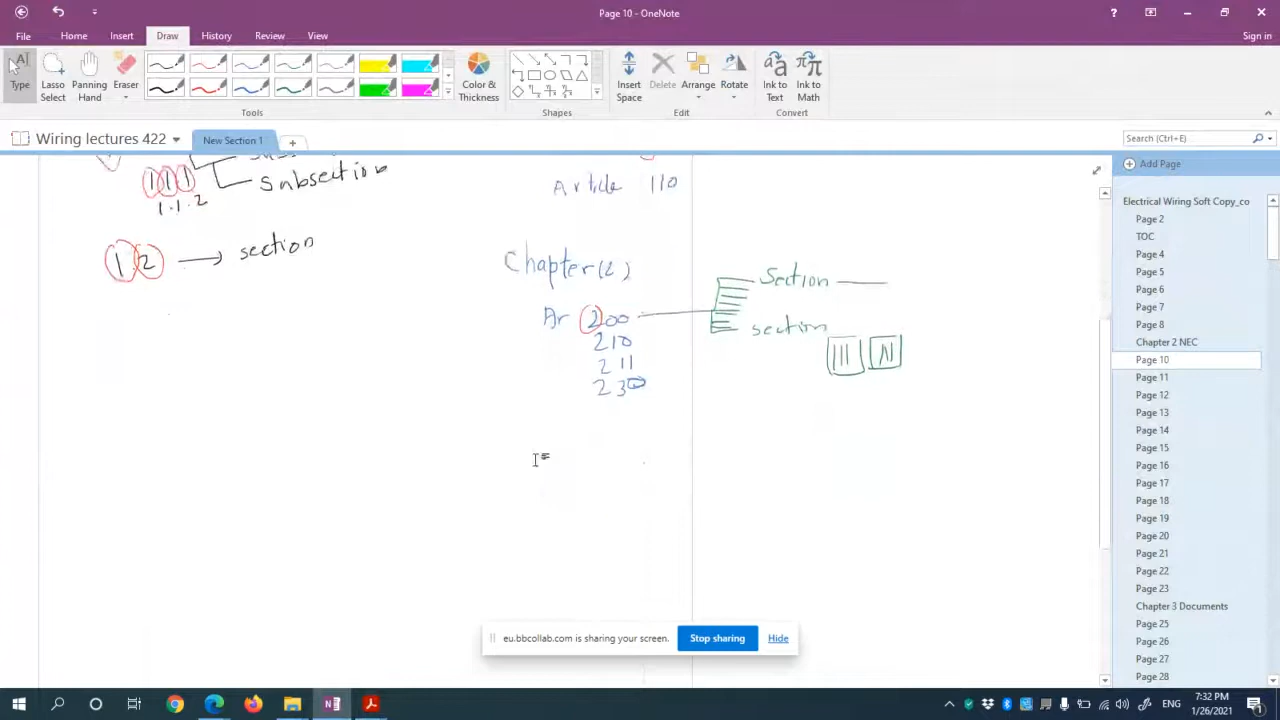 Page 10 - OneNote
?
Sign in
File Home Insert Draw History Review View
Type
Lasso Select
Panning Hand
Eraser
Color & Thickness
Insert Space
Delete
Arrange
Rotate
Ink to Text
Ink to Math
Tools
Shapes
Edit
Convert
Wiring lectures 422
New Section 1
Search (Ctrl+E)
Add Page
Electrical Wiring Soft Copy_co
Page 2
TOC
Page 4
Page 5
Page 6
Page 7
Page 8
Chapter 2 NEC
Page 10
Page 11
Page 12
Page 13
Page 14
Page 15
Page 16
Page 17
Page 18
Page 19
Page 20
Page 21
Page 22
Page 23
Chapter 3 Documents
Page 25
Page 26
Page 27
Page 28
111
subsection
1.1.2
12 → section
Article 110
Chapter (2)
Ar 200
210
211
230
Section
section
eu.bbcollab.com is sharing your screen.
Stop sharing
Hide
ENG
7:32 PM
1/26/2021